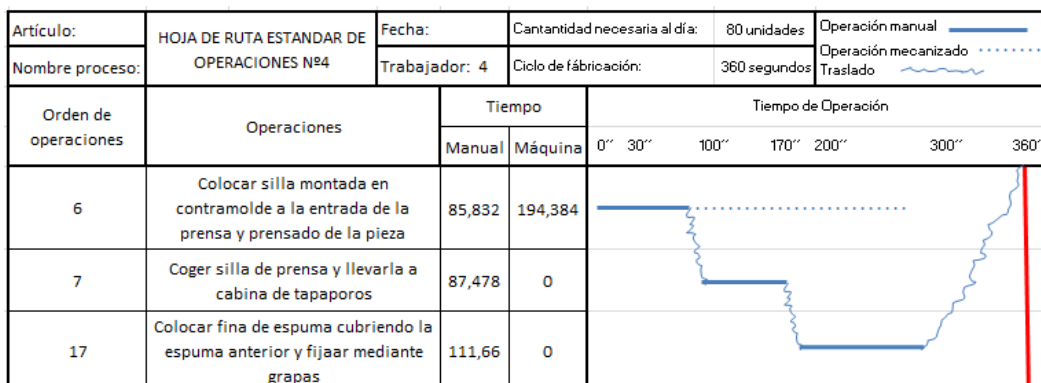 Artículo:
HOJA DE RUTA ESTANDAR DE
OPERACIONES Nº4
Fecha:
Cantantidad necesaria al día:
80 unidades
Operación manual
Operación mecanizado
Nombre proceso:
Trabajador: 4
Ciclo de fábricación:
360 segundos
Traslado
Orden de
operaciones
Operaciones
Tiempo
Tiempo de Operación
Manual
Máquina
0´´ 30´´ 100´´ 170´´ 200´´ 300´´ 360´
6
Colocar silla montada en
contramolde a la entrada de la
prensa y prensado de la pieza
85,832
194,384
7
Coger silla de prensa y llevarla a
cabina de tapaporos
87,478
0
17
Colocar fina de espuma cubriendo la
espuma anterior y fijaar mediante
grapas
111,66
0